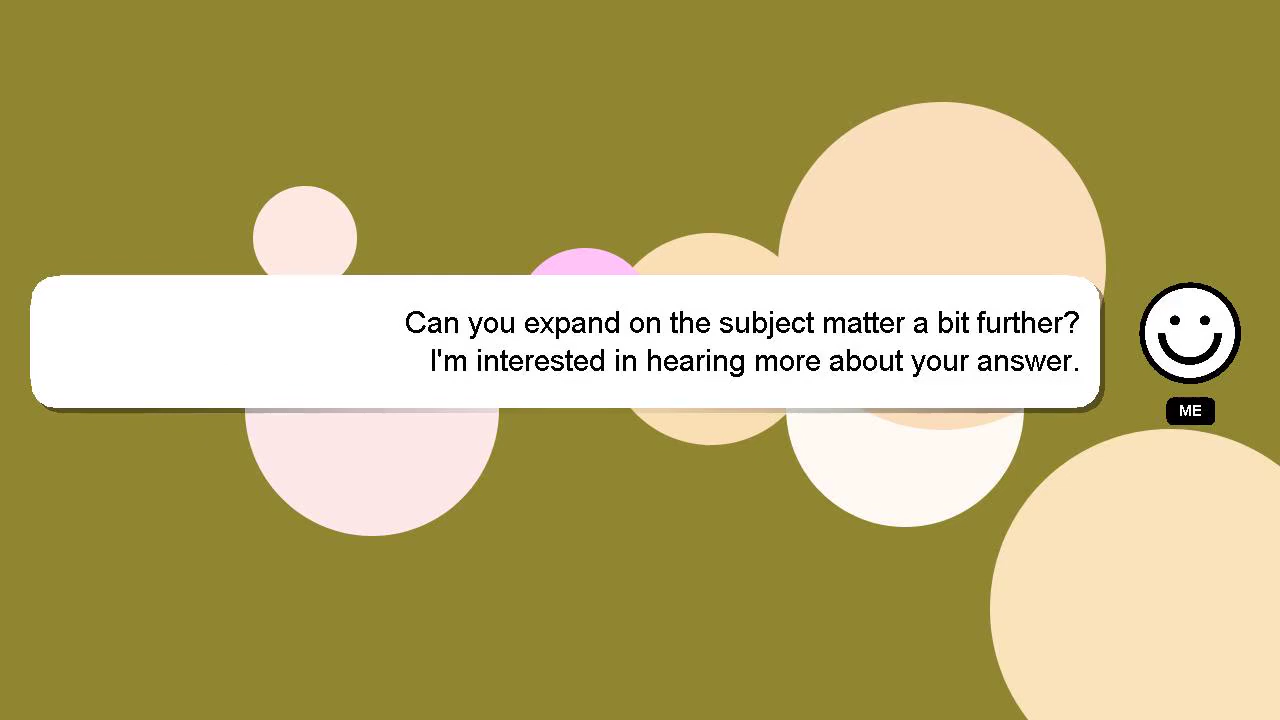 Can you expand on the subject matter a bit further?
I'm interested in hearing more about your answer.
ME